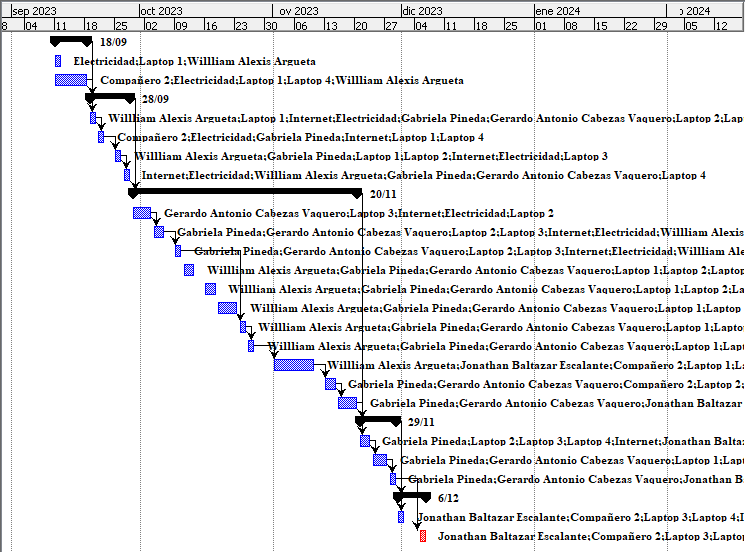 sep 2023 oct 2023 nov 2023 dic 2023 ene 2024 2024
8 04 11 18 25 02 09 16 23 30 06 13 20 27 04 11 18 25 01 08 15 22 29 05 12
18/09
Electricidad;Laptop 1;Willliam Alexis Argueta
Compañero 2;Electricidad;Laptop 1;Laptop 4;Willliam Alexis Argueta
28/09
Willliam Alexis Argueta;Laptop 1;Internet;Electricidad;Gabriela Pineda;Gerardo Antonio Cabezas Vaquero;Laptop 2;Lap
Compañero 2;Electricidad;Gabriela Pineda;Internet;Laptop 1;Laptop 4
Willliam Alexis Argueta;Gabriela Pineda;Laptop 1;Laptop 2;Internet;Electricidad;Laptop 3
Internet;Electricidad;Willliam Alexis Argueta;Gabriela Pineda;Gerardo Antonio Cabezas Vaquero;Laptop 4
20/11
Gerardo Antonio Cabezas Vaquero;Laptop 3;Internet;Electricidad;Laptop 2
Gabriela Pineda;Gerardo Antonio Cabezas Vaquero;Laptop 2;Laptop 3;Internet;Electricidad;Willliam Alexis
Gabriela Pineda;Gerardo Antonio Cabezas Vaquero;Laptop 2;Laptop 3;Internet;Electricidad;Willliam Ale
Willliam Alexis Argueta;Gabriela Pineda;Gerardo Antonio Cabezas Vaquero;Laptop 1;Laptop 2;Lapto
Willliam Alexis Argueta;Gabriela Pineda;Gerardo Antonio Cabezas Vaquero;Laptop 1;Laptop 2;La
Willliam Alexis Argueta;Gabriela Pineda;Gerardo Antonio Cabezas Vaquero;Laptop 1;Laptop
Willliam Alexis Argueta;Gabriela Pineda;Gerardo Antonio Cabezas Vaquero;Laptop 1;Lapto
Willliam Alexis Argueta;Gabriela Pineda;Gerardo Antonio Cabezas Vaquero;Laptop 1;Lapt
Willliam Alexis Argueta;Jonathan Baltazar Escalante;Compañero 2;Laptop 1;La
Gabriela Pineda;Gerardo Antonio Cabezas Vaquero;Compañero 2;Laptop 2;
Gabriela Pineda;Gerardo Antonio Cabezas Vaquero;Jonathan Baltazar
29/11
Gabriela Pineda;Laptop 2;Laptop 3;Laptop 4;Internet;Jonathan Balta
Gabriela Pineda;Gerardo Antonio Cabezas Vaquero;Laptop 1;Lap
Gabriela Pineda;Gerardo Antonio Cabezas Vaquero;Jonathan B
6/12
Jonathan Baltazar Escalante;Compañero 2;Laptop 3;Laptop 4;
Jonathan Baltazar Escalante;Compañero 2;Laptop 3;Lapto